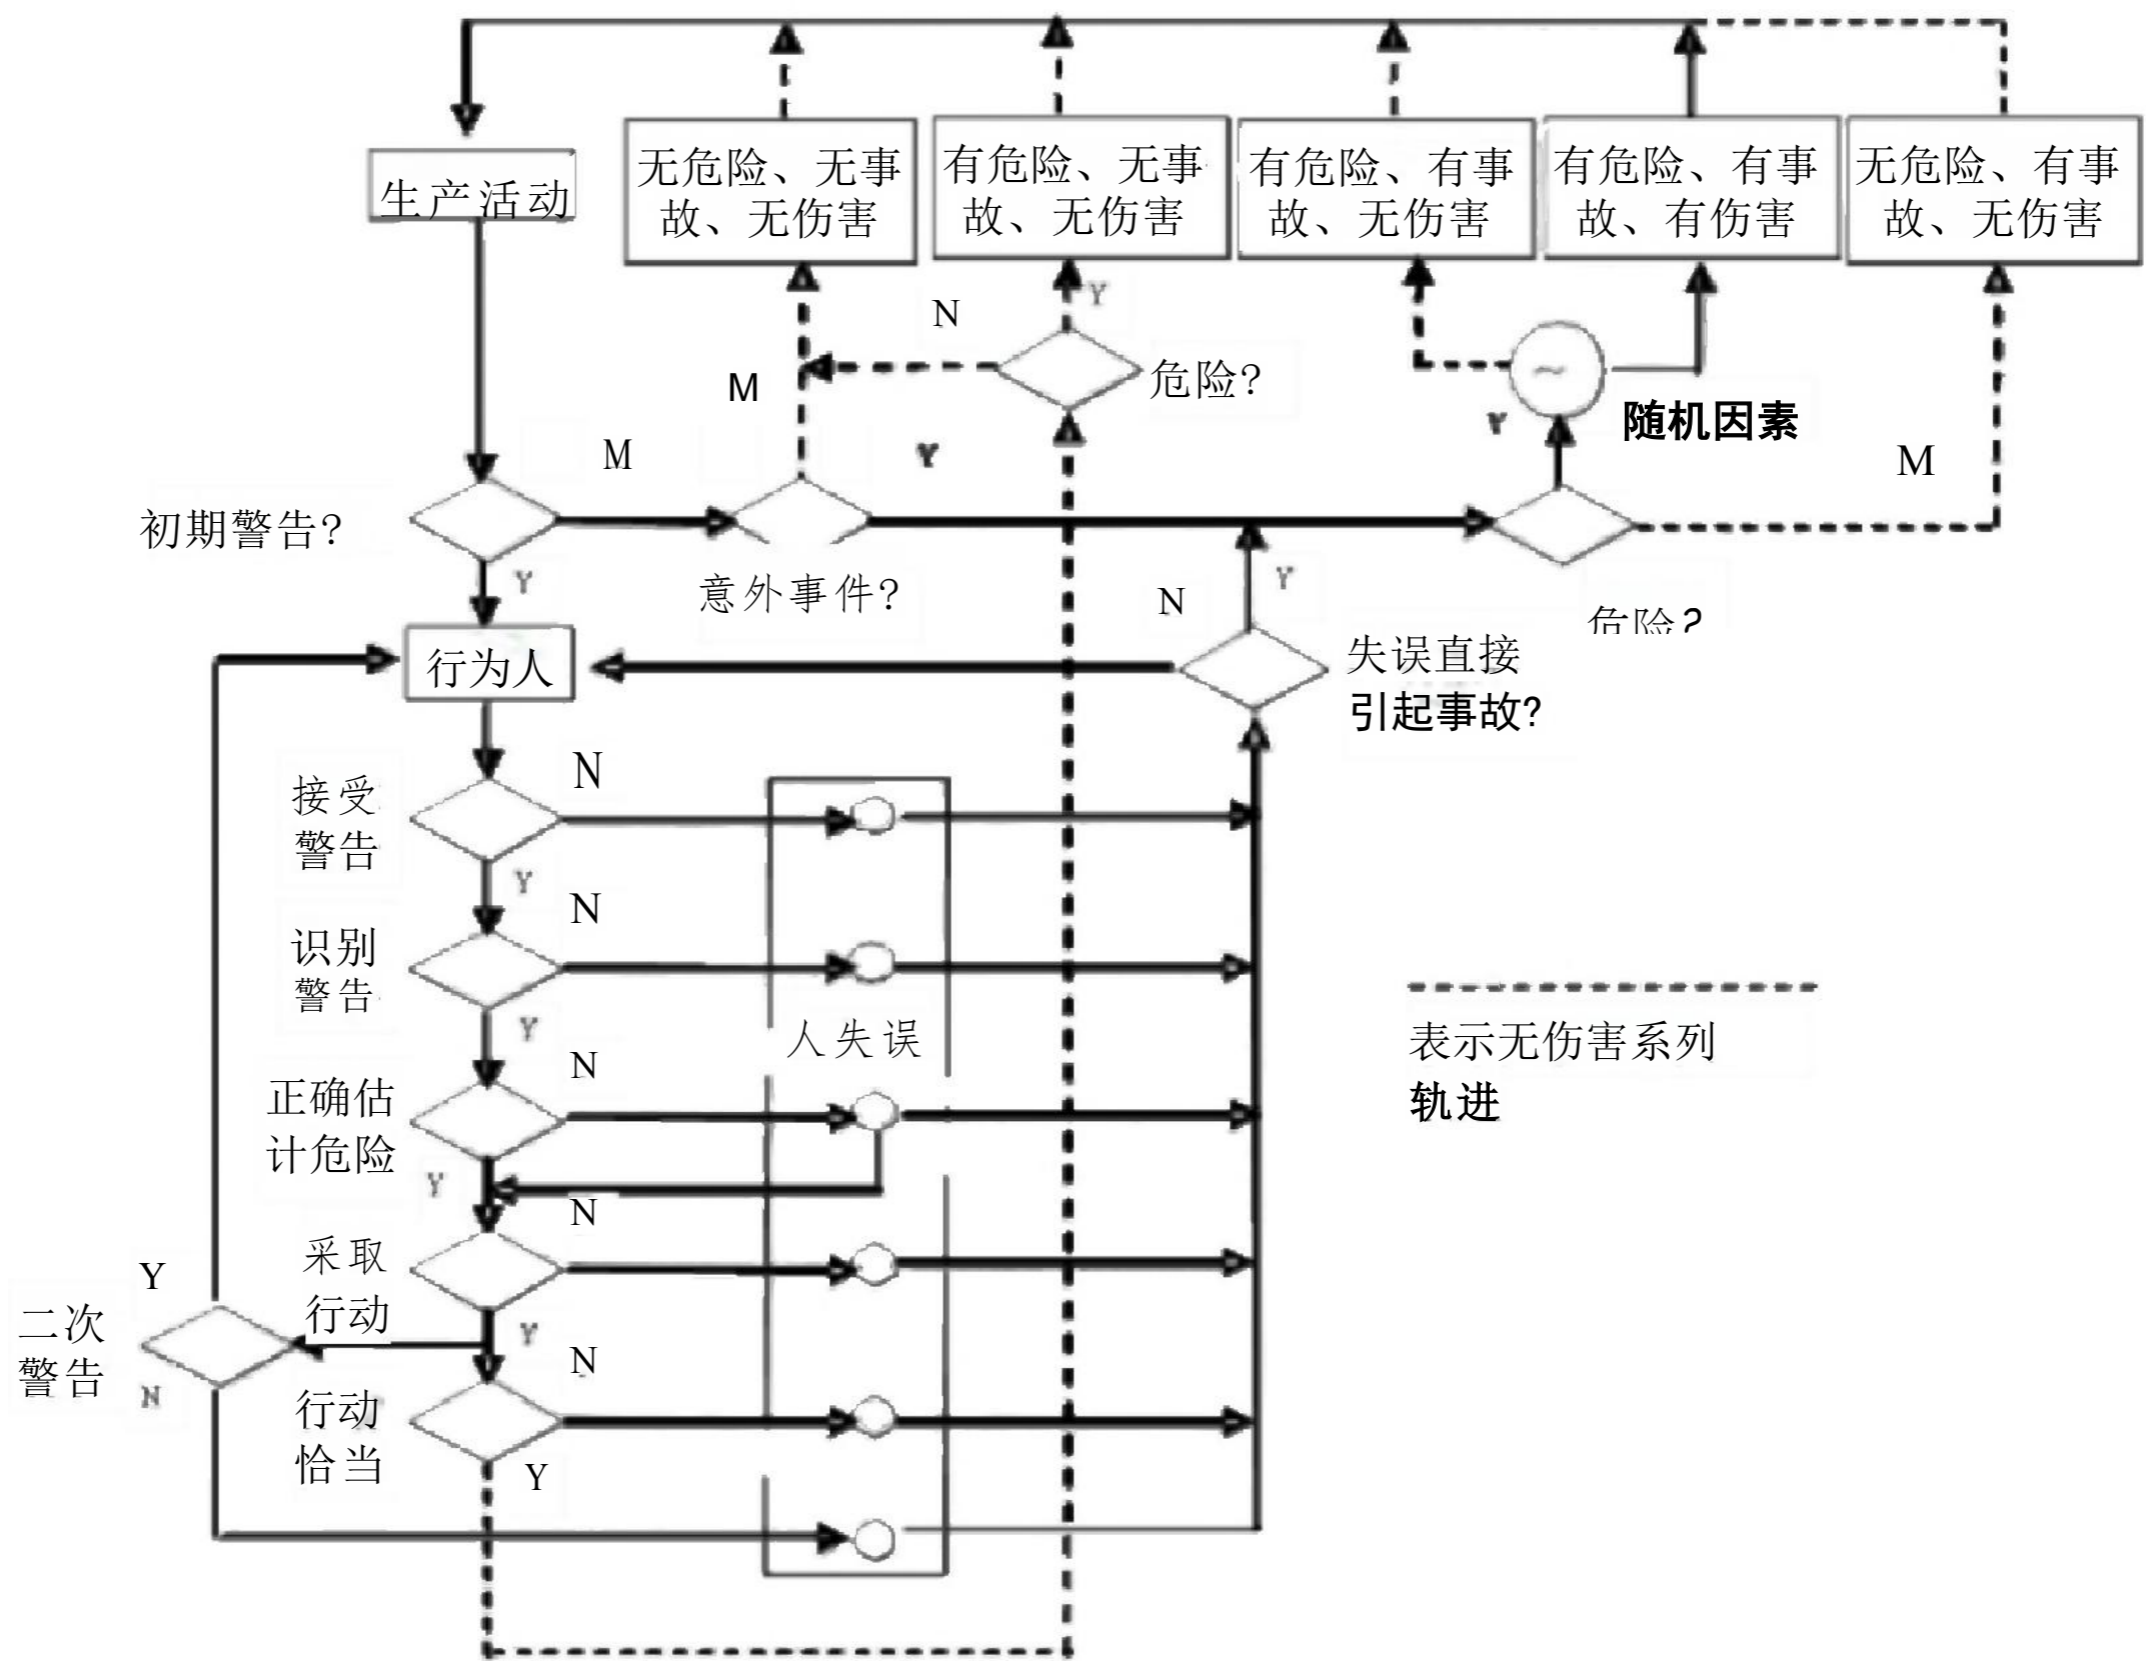 无危险、无事
故、无伤害
有危险、无事
故、无伤害
有危险、有事
故、无伤害
有危险、有事
故、有伤害
无危险、有事
故、无伤害
生产活动
Y
N
危险?
M
~
随机因素
Y
M
Y
M
初期警告?
Y
意外事件?
N
Y
危险?
行为人
失误直接
引起事故?
N
接受
警告
Y
N
识别
警告
Y
人失误
表示无伤害系列
轨进
N
正确估
计危险
Y
N
采取
行动
Y
Y
二次
警告
N
N
行动
恰当
Y